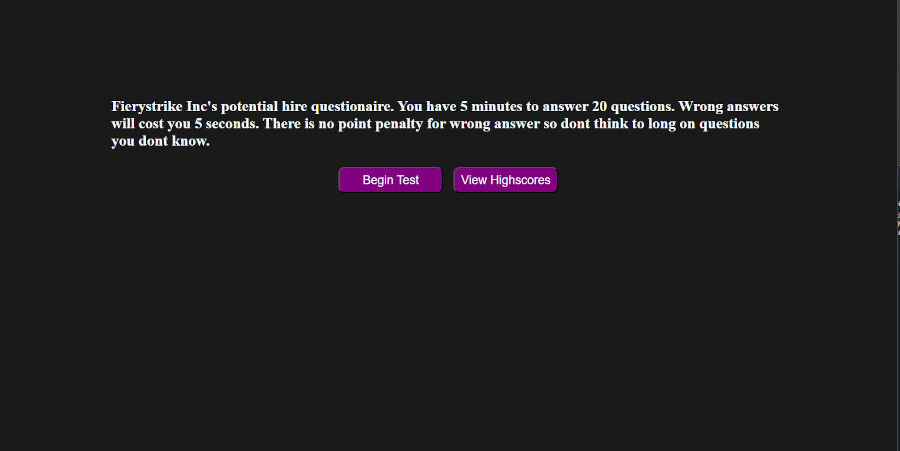 Fierystrike Inc's potential hire questionaire. You have 5 minutes to answer 20 questions. Wrong answers
will cost you 5 seconds. There is no point penalty for wrong answer so dont think to long on questions
you dont know.
Begin Test
View Highscores